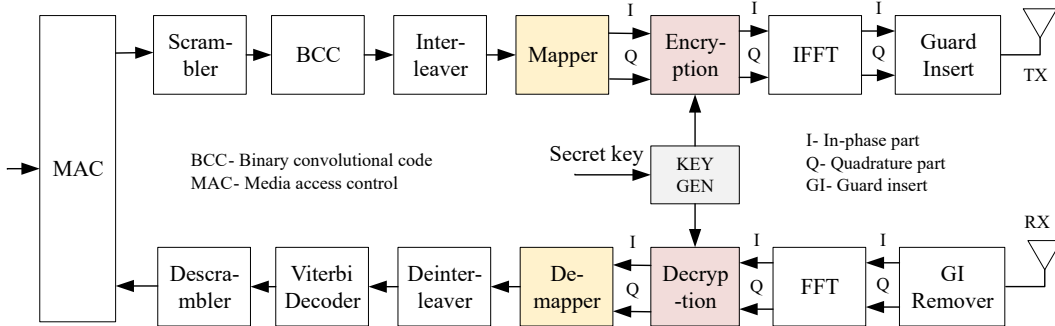 I
I
I
Scram-
bler
BCC
Inter-
leaver
Mapper
Encry-
ption
IFFT
Guard
Insert
Q
Q
Q
TX
MAC
BCC- Binary convolutional code
MAC- Media access control
Secret key
KEY
GEN
I- In-phase part
Q- Quadrature part
GI- Guard insert
RX
I
I
I
Descra-
mbler
Viterbi
Decoder
Deinter-
leaver
De-
mapper
Decryp
-tion
FFT
GI
Remover
Q
Q
Q